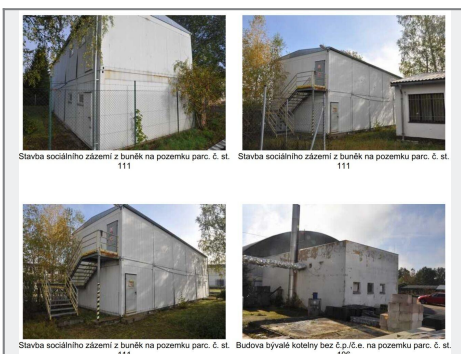 Stavba sociálního zázemí z buněk na pozemku parc. č. st.
111
Stavba sociálního zázemí z buněk na pozemku parc. č. st.
111
Stavba sociálního zázemí z buněk na pozemku parc. č. st.
111
Budova bývalé kotelny bez č.p./č.e. na pozemku parc. č. st.